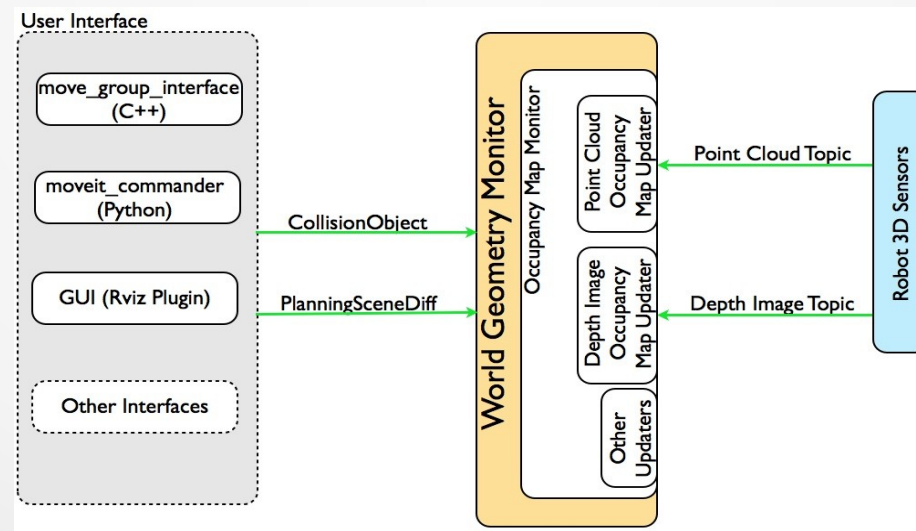 User Interface
move_group_interface
(C++)
moveit_commander
(Python)
GUI (Rviz Plugin)
Other Interfaces
CollisionObject
PlanningSceneDiff
World Geometry Monitor
Occupancy Map Monitor
Point Cloud
Occupancy
Map Updater
Depth Image
Occupancy
Map Updater
Other
Updaters
Point Cloud Topic
Depth Image Topic
Robot 3D Sensors